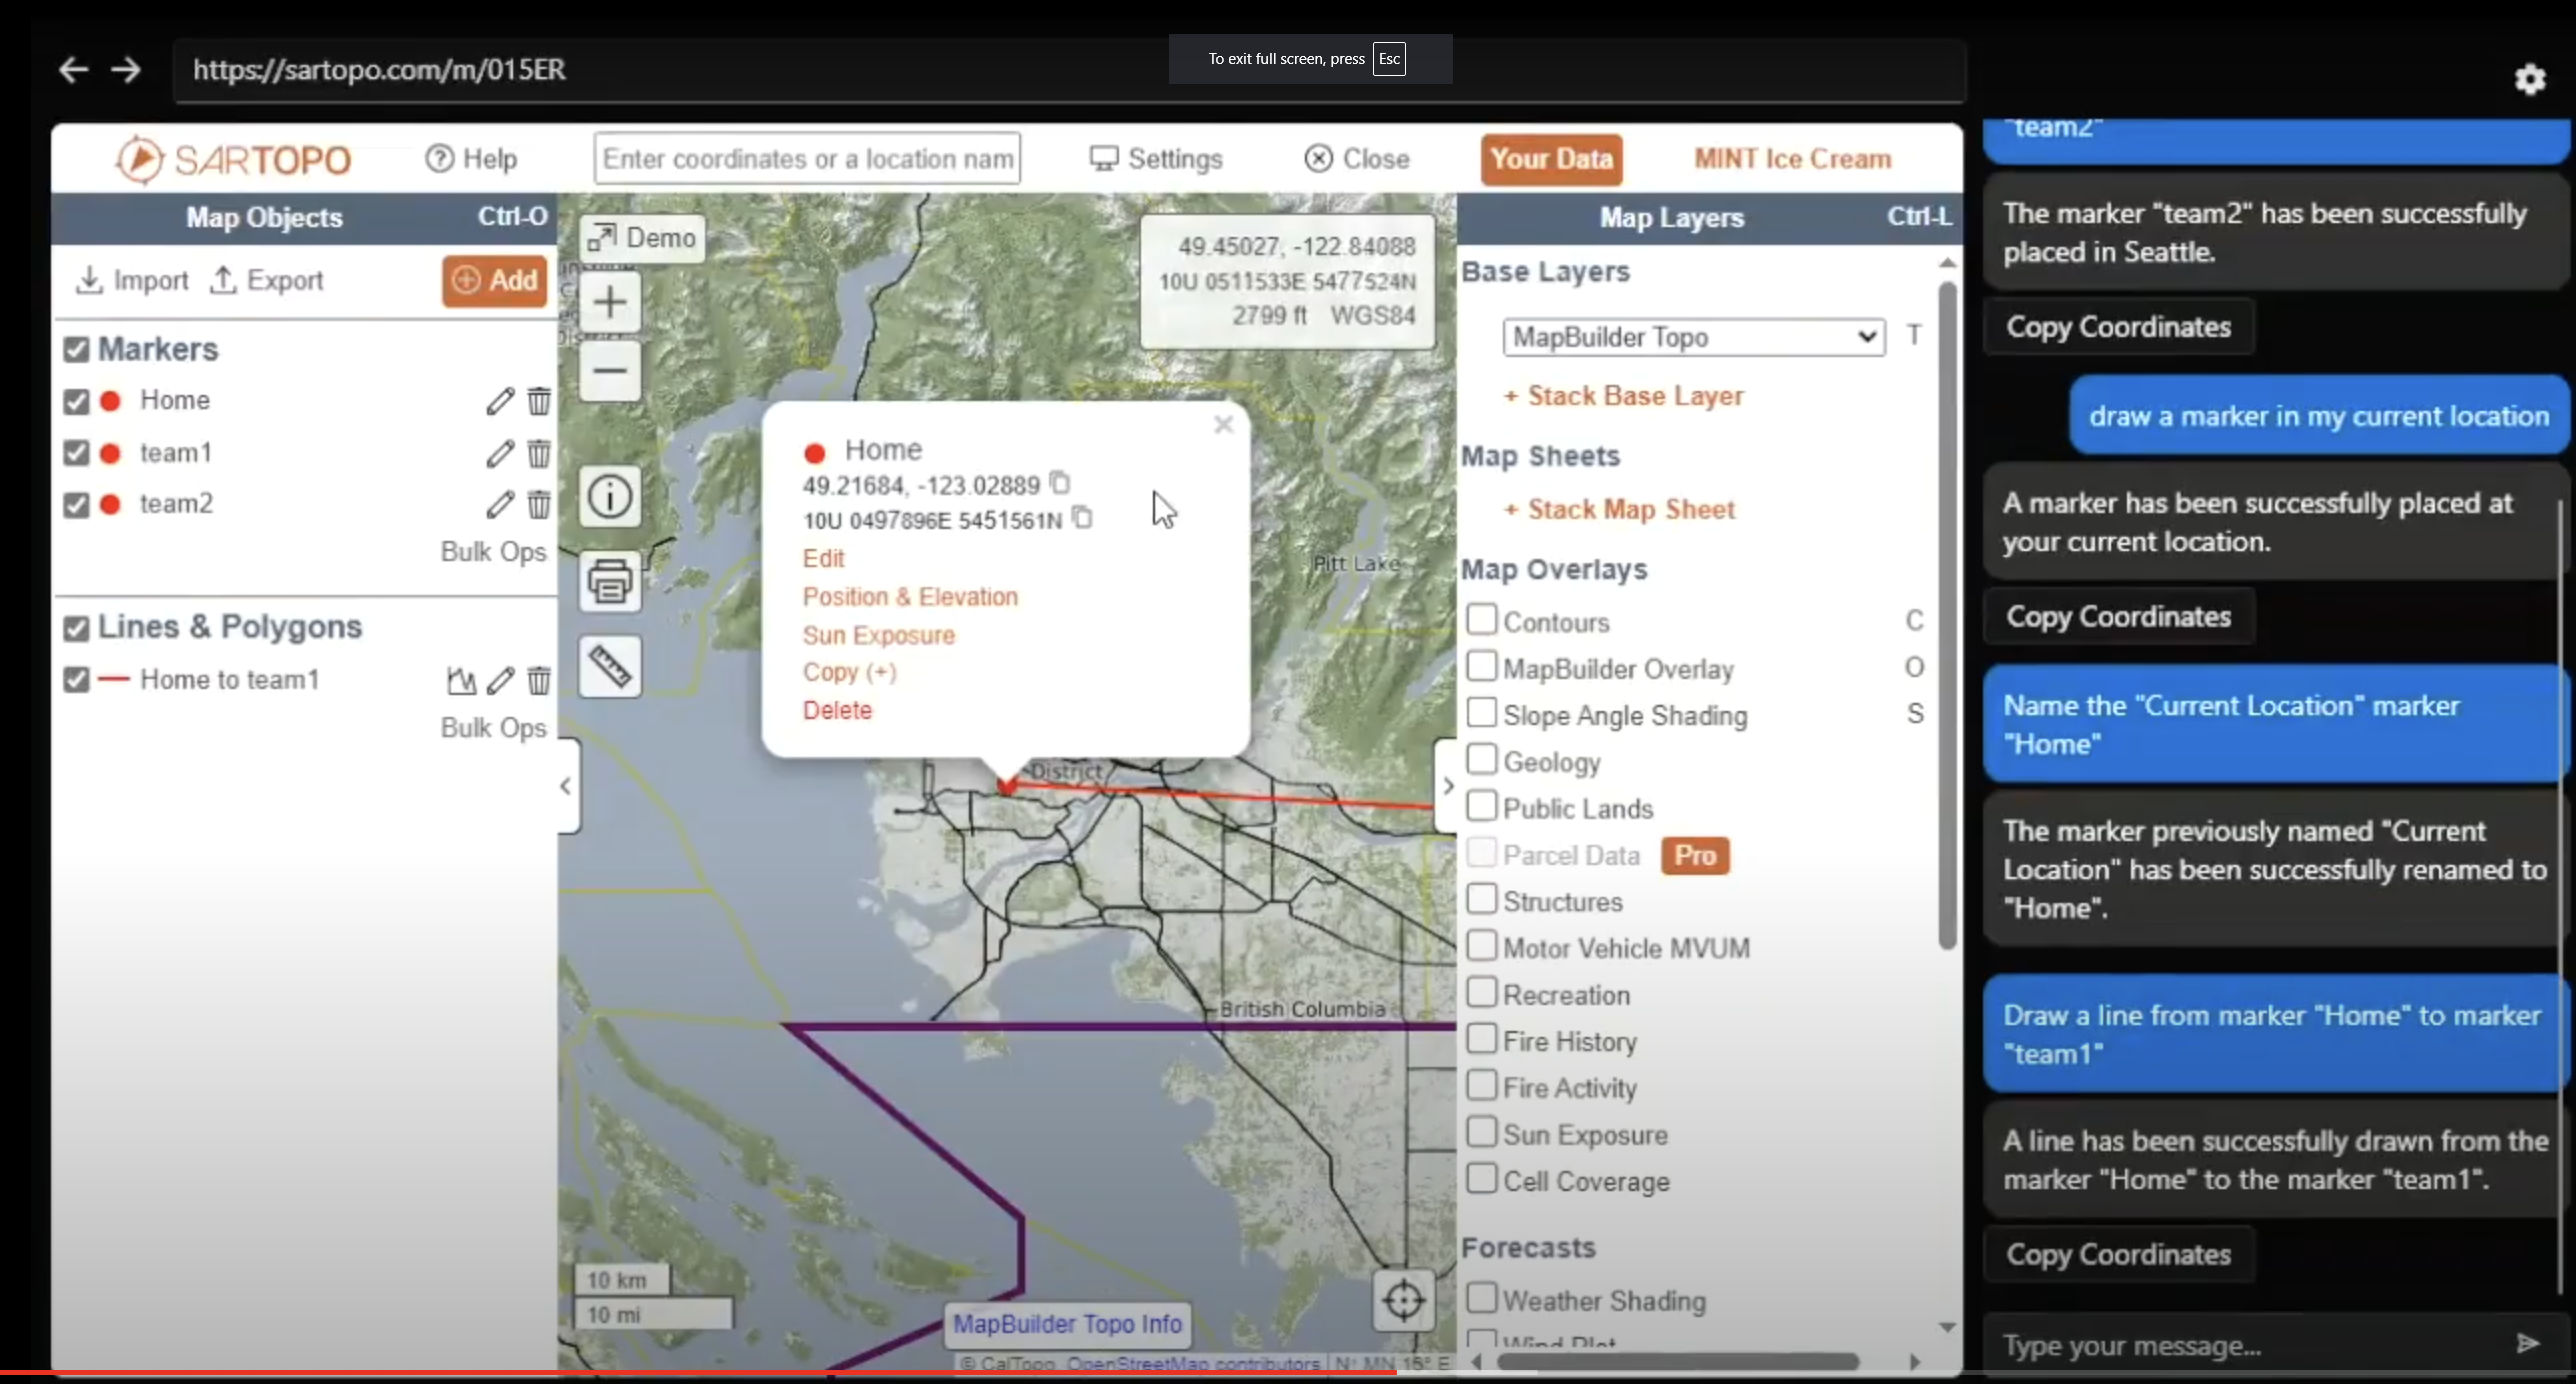 https://sartopo.com/m/015ER
To exit full screen, press Esc
SARTOPO
Help
Enter coordinates or a location nam
Settings
Close
Your Data
MINT Ice Cream
Map Objects Ctrl-O
Import Export Add
Markers
Home
team1
team2
Bulk Ops
Lines & Polygons
Home to team1
Bulk Ops
Demo
+
−
49.45027, -122.84088
10U 0511533E 5477524N
2799 ft WGS84
Home
49.21684, -123.02889
10U 0497896E 5451561N
Edit
Position & Elevation
Sun Exposure
Copy (+)
Delete
Pitt Lake
District
British Columbia
10 km
10 mi
MapBuilder Topo Info
© CalTopo, OpenStreetMap contributors | N↑ MN 15° E
Map Layers Ctrl-L
Base Layers
MapBuilder Topo T
+ Stack Base Layer
Map Sheets
+ Stack Map Sheet
Map Overlays
Contours C
MapBuilder Overlay O
Slope Angle Shading S
Geology
Public Lands
Parcel Data Pro
Structures
Motor Vehicle MVUM
Recreation
Fire History
Fire Activity
Sun Exposure
Cell Coverage
Forecasts
Weather Shading
Wind Plot
"team2"
The marker "team2" has been successfully
placed in Seattle.
Copy Coordinates
draw a marker in my current location
A marker has been successfully placed at
your current location.
Copy Coordinates
Name the "Current Location" marker
"Home"
The marker previously named "Current
Location" has been successfully renamed to
"Home".
Draw a line from marker "Home" to marker
"team1"
A line has been successfully drawn from the
marker "Home" to the marker "team1".
Copy Coordinates
Type your message...